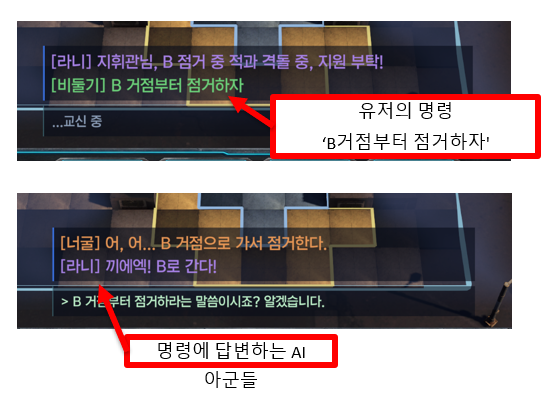 [라니] 지휘관님, B 점거 중 적과 격돌 중, 지원 부탁!
[비둘기] B 거점부터 점거하자
...교신 중
유저의 명령
‘B거점부터 점거하자'
[너굴] 어, 어... B 거점으로 가서 점거한다.
[라니] 끼에엑! B로 간다!
> B 거점부터 점거하라는 말씀이시죠? 알겠습니다.
명령에 답변하는 AI
아군들